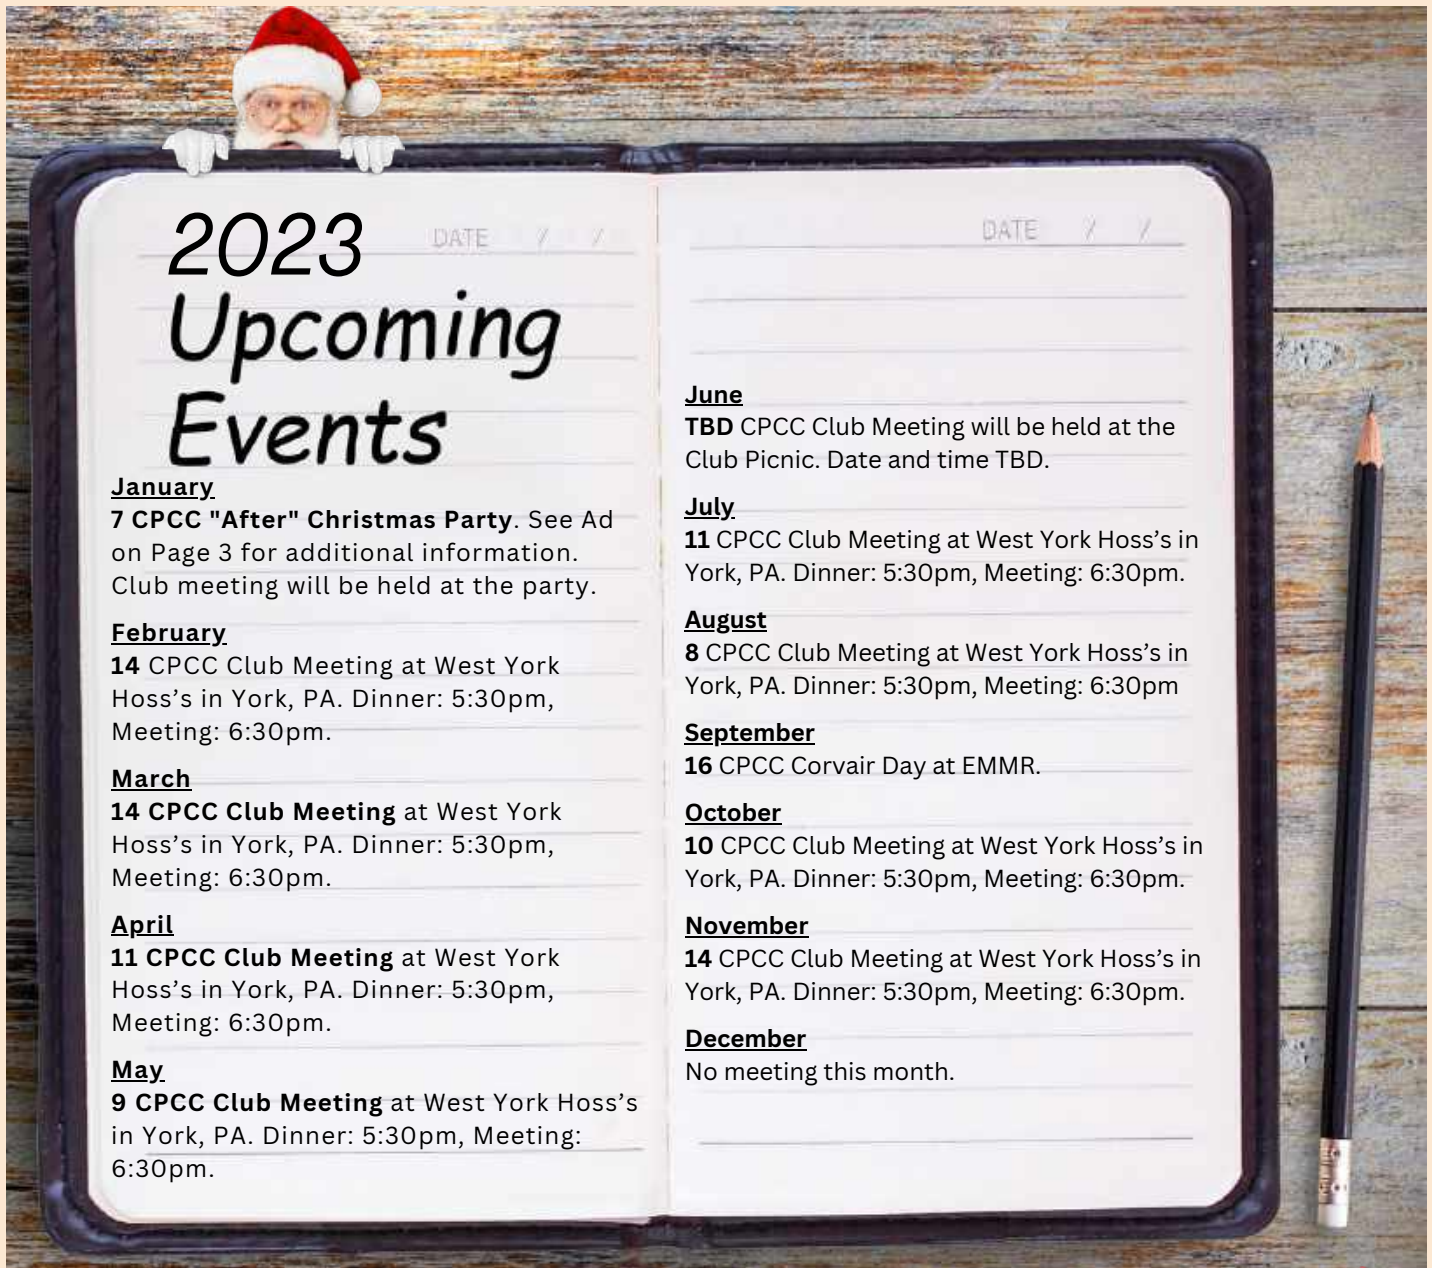 2023
DATE / /
Upcoming
Events
January
7 CPCC "After" Christmas Party. See Ad
on Page 3 for additional information.
Club meeting will be held at the party.
February
14 CPCC Club Meeting at West York
Hoss’s in York, PA. Dinner: 5:30pm,
Meeting: 6:30pm.
March
14 CPCC Club Meeting at West York
Hoss’s in York, PA. Dinner: 5:30pm,
Meeting: 6:30pm.
April
11 CPCC Club Meeting at West York
Hoss’s in York, PA. Dinner: 5:30pm,
Meeting: 6:30pm.
May
9 CPCC Club Meeting at West York Hoss’s
in York, PA. Dinner: 5:30pm, Meeting:
6:30pm.
DATE / /
June
TBD CPCC Club Meeting will be held at the
Club Picnic. Date and time TBD.
July
11 CPCC Club Meeting at West York Hoss’s in
York, PA. Dinner: 5:30pm, Meeting: 6:30pm.
August
8 CPCC Club Meeting at West York Hoss’s in
York, PA. Dinner: 5:30pm, Meeting: 6:30pm
September
16 CPCC Corvair Day at EMMR.
October
10 CPCC Club Meeting at West York Hoss’s in
York, PA. Dinner: 5:30pm, Meeting: 6:30pm.
November
14 CPCC Club Meeting at West York Hoss’s in
York, PA. Dinner: 5:30pm, Meeting: 6:30pm.
December
No meeting this month.